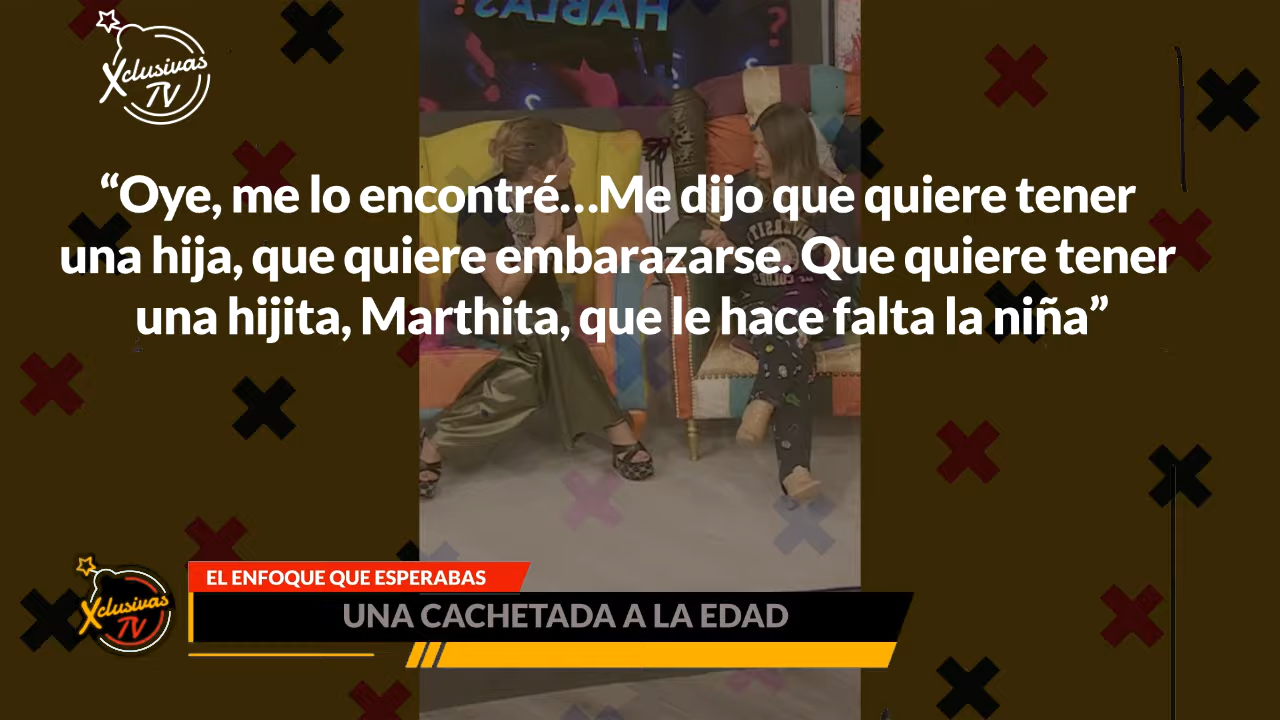 HABLAS
Xclusivas
TV
“Oye, me lo encontré...Me dijo que quiere tener
una hija, que quiere embarazarse. Que quiere tener
una hijita, Marthita, que le hace falta la niña”
EL ENFOQUE QUE ESPERABAS
Xclusivas
TV
UNA CACHETADA A LA EDAD